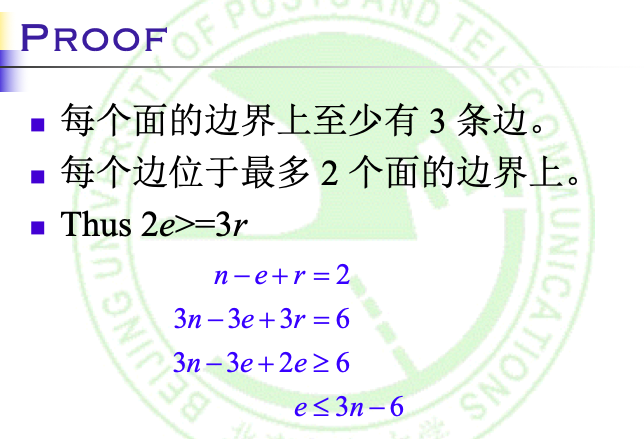 PROOF
每个面的边界上至少有 3 条边。
每个边位于最多 2 个面的边界上。
Thus 2e>=3r
n − e + r = 2
3n − 3e + 3r = 6
3n − 3e + 2e ≥ 6
e ≤ 3n − 6
BEIJING UNIVERSITY OF POSTS AND TELECOMMUNICATIONS